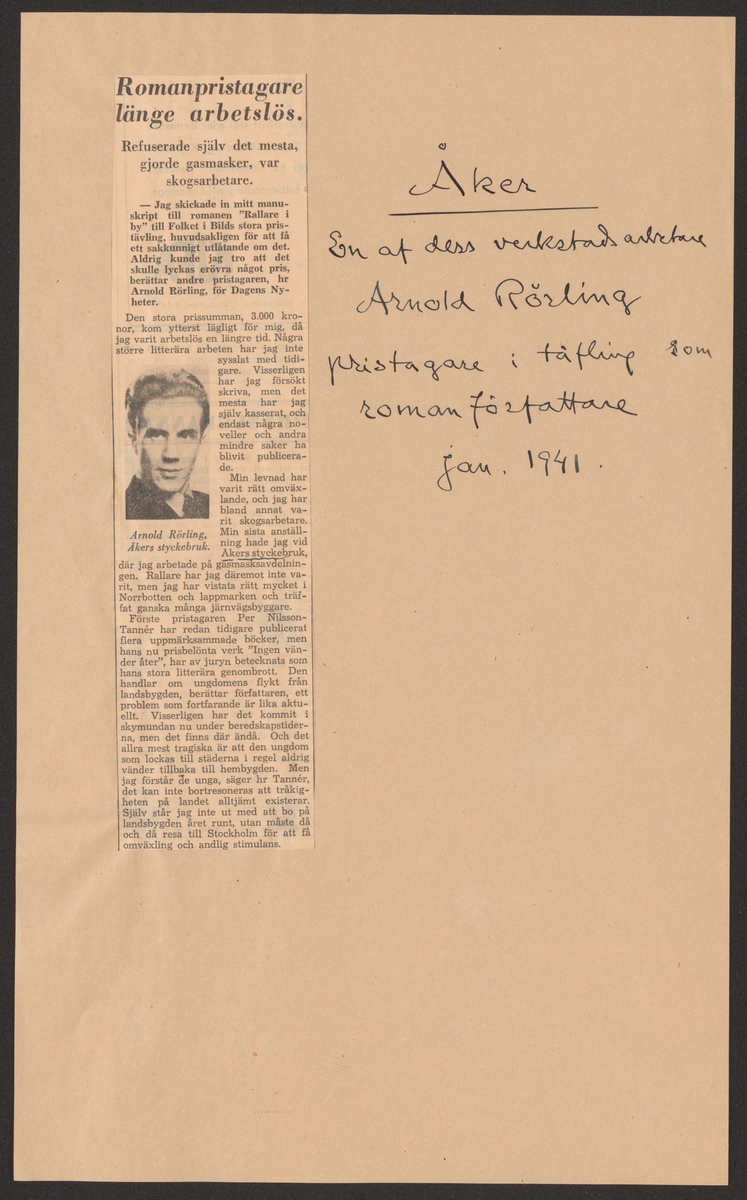 Romanpristagare
länge arbetslös.
Refuserade själv det mesta,
gjorde gasmasker, var
skogsarbetare.
— Jag skickade in mitt manu-
skript till romanen "Rallare i
by" till Folket i Bilds stora pris-
tävling, huvudsakligen för att få
ett sakkunnigt utlåtande om det.
Aldrig kunde jag tro att det
skulle lyckas erövra något pris,
berättar andre pristagaren, hr
Arnold Rörling, för Dagens Ny-
heter.
Den stora prissumman, 3.000 kro-
nor, kom ytterst lägligt för mig, då
jag varit arbetslös en längre tid. Några
större litterära arbeten har jag inte
sysslat med tidi-
gare. Visserligen
har jag försökt
skriva, men det
mesta har jag
själv kasserat, och
endast några no-
veller och andra
mindre saker ha
blivit publicera-
de.
Min levnad har
varit rätt omväx-
lande, och jag har
bland annat va-
rit skogsarbetare.
Min sista anställ-
ning hade jag vid
Åkers styckebruk,
Arnold Rörling,
Åkers styckebruk.
där jag arbetade på gasmasksavdelnin-
gen. Rallare har jag däremot inte va-
rit, men jag har vistats rätt mycket i
Norrbotten och lappmarken och träf-
fat ganska många järnvägsbyggare.
Förste pristagaren Per Nilsson-
Tannér har redan tidigare publicerat
flera uppmärksammade böcker, men
hans nu prisbelönta verk "Ingen vän-
der åter", har av juryn betecknats som
hans stora litterära genombrott. Den
handlar om ungdomens flykt från
landsbygden, berättar författaren, ett
problem som fortfarande är lika aktu-
ellt. Visserligen har det kommit i
skymundan nu under beredskapstider-
na, men det finns där ändå. Och det
allra mest tragiska är att den ungdom
som lockas till städerna i regel aldrig
vänder tillbaka till hembygden. Men
jag förstår de unga, säger hr Tannér,
det kan inte bortresoneras att tråkig-
heten på landet alltjämt existerar.
Själv står jag inte ut med att bo på
landsbygden året runt, utan måste då
och då resa till Stockholm för att få
omväxling och andlig stimulans.
Åker
En af dess verkstadsarbetare
Arnold Rörling
pristagare i täfling som
romanförfattare
jan. 1941.